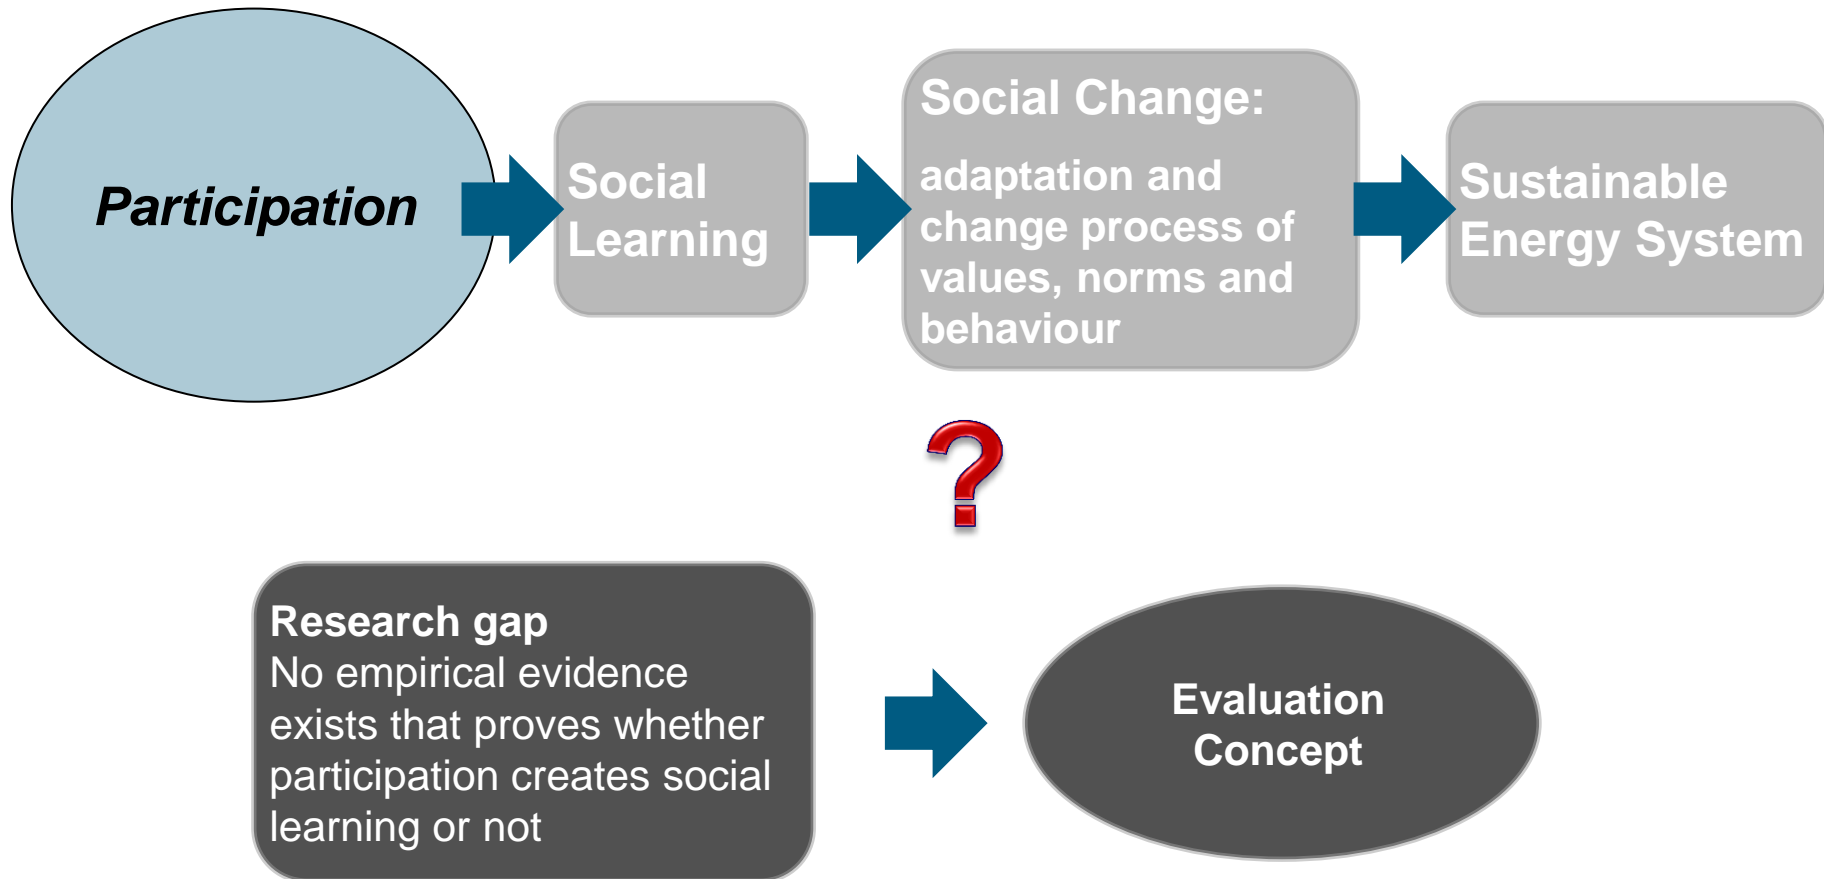 Participation
Social
Learning
Social Change:
adaptation and
change process of
values, norms and
behaviour
Sustainable
Energy System
?
Research gap
No empirical evidence
exists that proves whether
participation creates social
learning or not
Evaluation
Concept